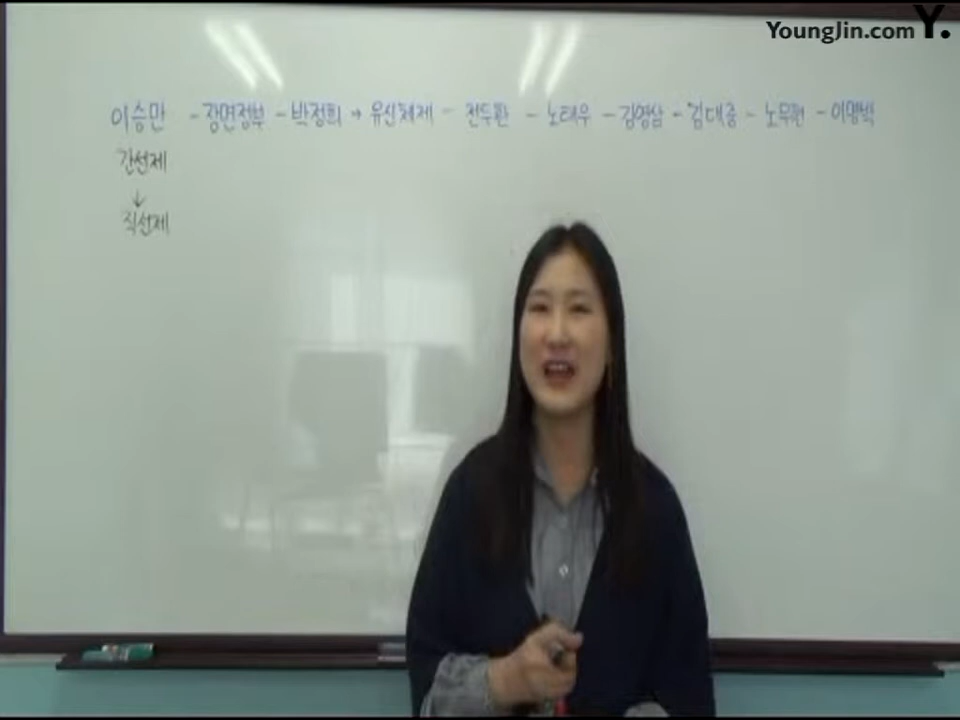 YoungJin.com Y.
이승만 - 장면정부 - 박정희 → 유신체제 - 전두환 - 노태우 - 김영삼 - 김대중 - 노무현 - 이명박
간선제
↓
직선제